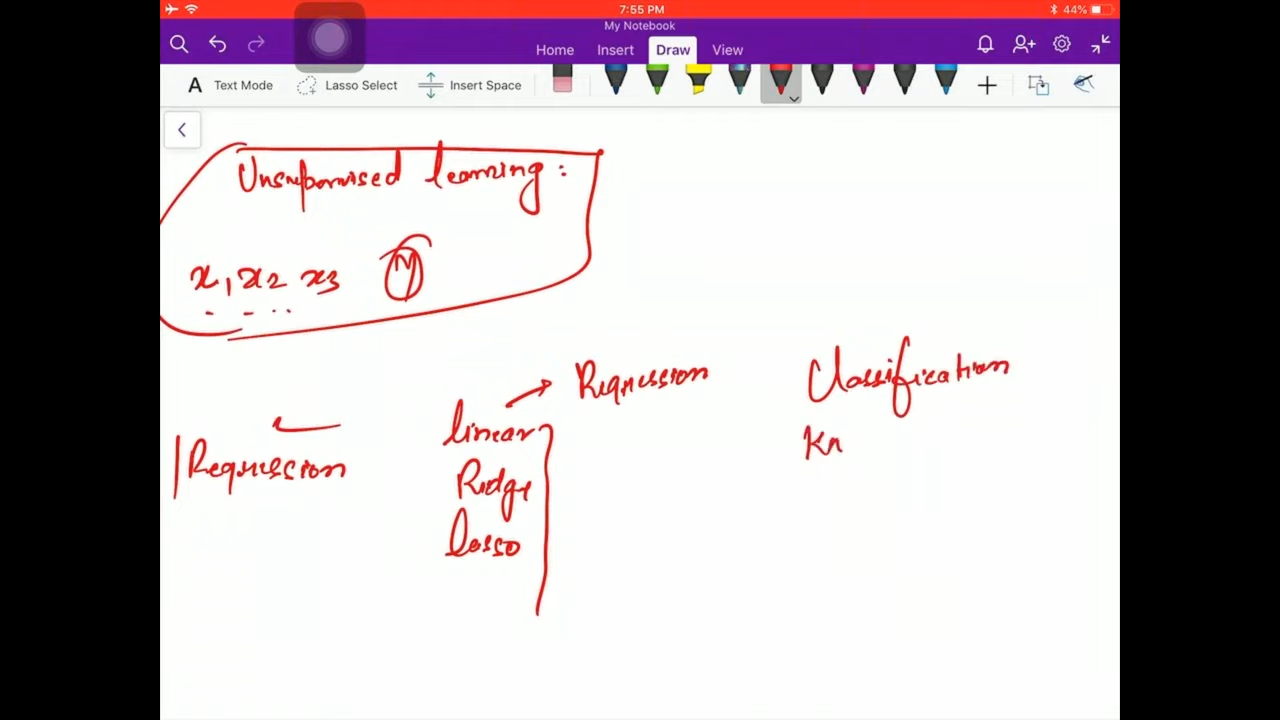 7:55 PM
44%
My Notebook
Home Insert Draw View
A Text Mode Lasso Select Insert Space
Unsupervised learning:
x1, x2 x3 Y
Regression
linear
Ridge
lasso
Regression
Classification
Kn